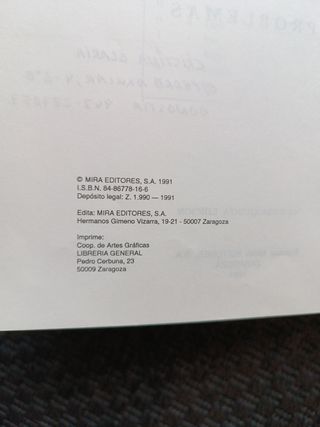 PROBLEMAS
© MIRA EDITORES, S.A. 1991
I.S.B.N. 84-86778-16-6
Depósito legal: Z. 1.990 — 1991
Edita: MIRA EDITORES, S.A.
Hermanos Gimeno Vizarra, 19-21 - 50007 Zaragoza
Imprime:
Coop. de Artes Gráficas
LIBRERIA GENERAL
Pedro Cerbuna, 23
50009 Zaragoza